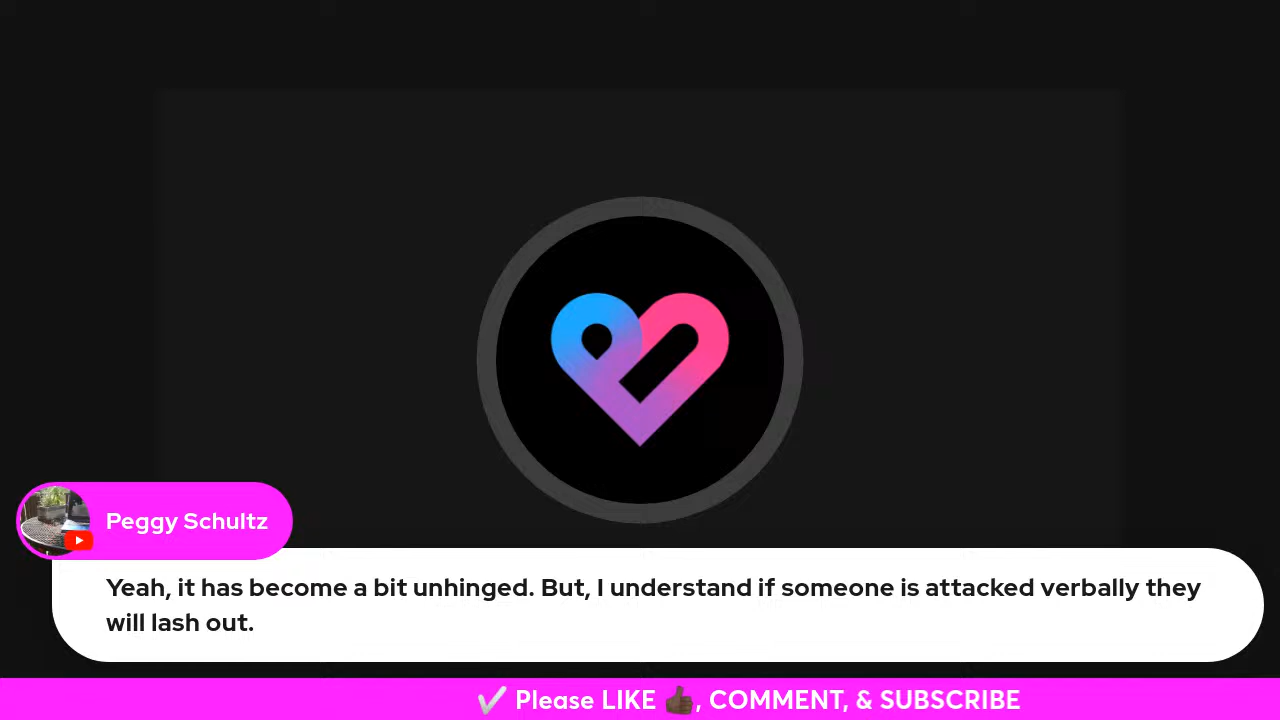 Peggy Schultz
Yeah, it has become a bit unhinged. But, I understand if someone is attacked verbally they
will lash out.
✔️ Please LIKE 👍🏿, COMMENT, & SUBSCRIBE